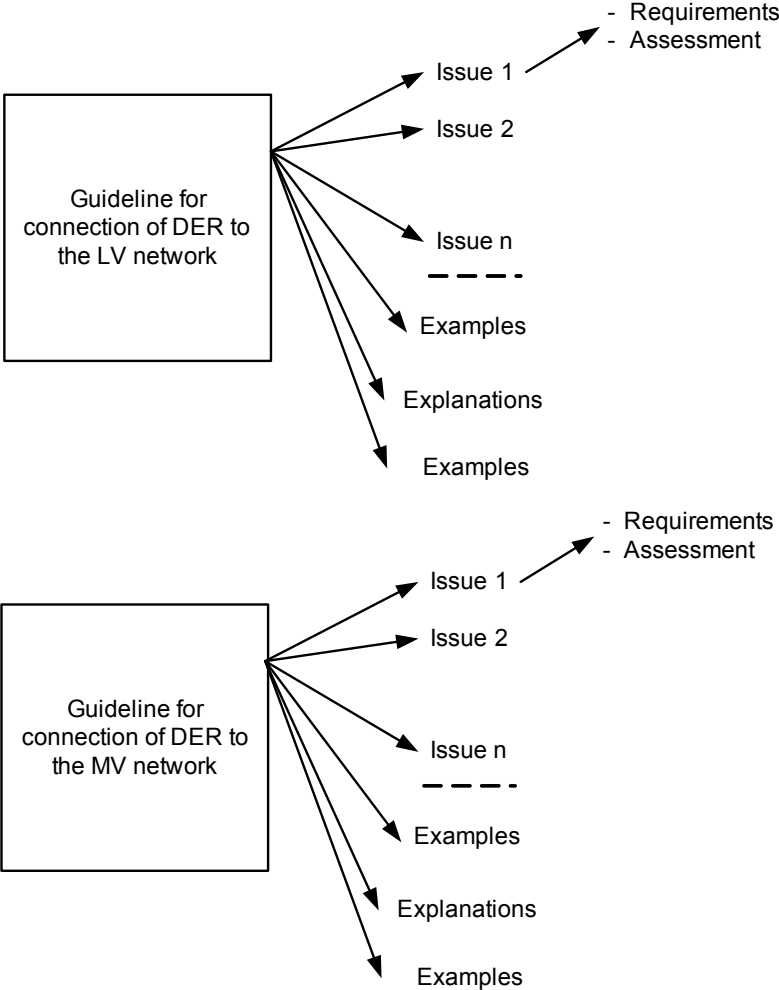 - Requirements
- Assessment
Issue 1
Issue 2
Guideline for
connection of DER to
the LV network
Issue n
Examples
Explanations
Examples
- Requirements
- Assessment
Issue 1
Issue 2
Guideline for
connection of DER to
the MV network
Issue n
Examples
Explanations
Examples